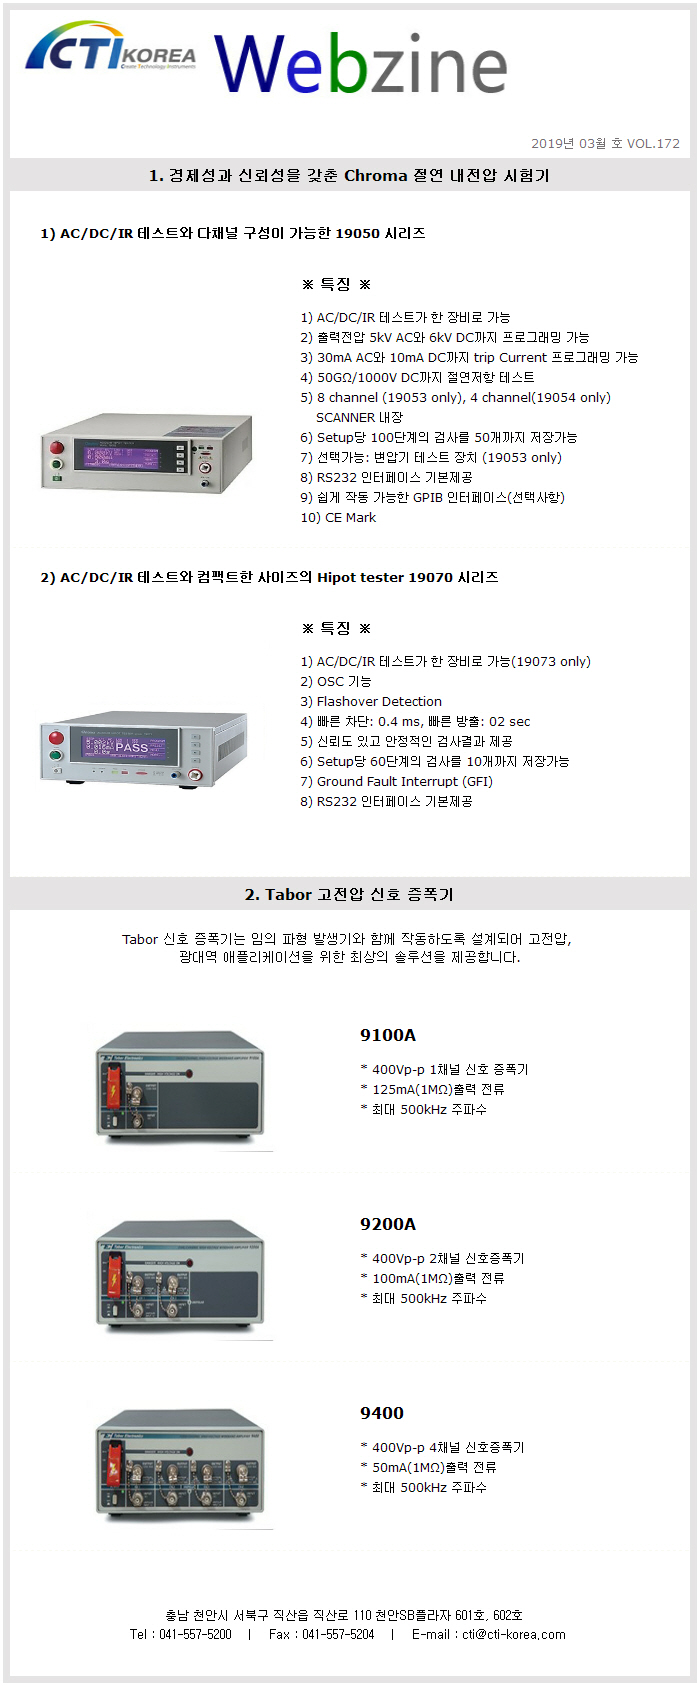 CTI KOREA
Create Technology Instruments
Webzine
2019년 03월 호 VOL.172
1. 경제성과 신뢰성을 갖춘 Chroma 절연 내전압 시험기
1) AC/DC/IR 테스트와 다채널 구성이 가능한 19050 시리즈
※ 특징 ※
1) AC/DC/IR 테스트가 한 장비로 가능
2) 출력전압 5kV AC와 6kV DC까지 프로그래밍 가능
3) 30mA AC와 10mA DC까지 trip Current 프로그래밍 가능
4) 50GΩ/1000V DC까지 절연저항 테스트
5) 8 channel (19053 only), 4 channel(19054 only)
SCANNER 내장
6) Setup당 100단계의 검사를 50개까지 저장가능
7) 선택가능: 변압기 테스트 장치 (19053 only)
8) RS232 인터페이스 기본제공
9) 쉽게 작동 가능한 GPIB 인터페이스(선택사항)
10) CE Mark
2) AC/DC/IR 테스트와 컴팩트한 사이즈의 Hipot tester 19070 시리즈
※ 특징 ※
1) AC/DC/IR 테스트가 한 장비로 가능(19073 only)
2) OSC 기능
3) Flashover Detection
4) 빠른 차단: 0.4 ms, 빠른 방출: 02 sec
5) 신뢰도 있고 안정적인 검사결과 제공
6) Setup당 60단계의 검사를 10개까지 저장가능
7) Ground Fault Interrupt (GFI)
8) RS232 인터페이스 기본제공
PASS
2. Tabor 고전압 신호 증폭기
Tabor 신호 증폭기는 임의 파형 발생기와 함께 작동하도록 설계되어 고전압,
광대역 애플리케이션을 위한 최상의 솔루션을 제공합니다.
Tabor Electronics
9100A
* 400Vp-p 1채널 신호 증폭기
* 125mA(1MΩ)출력 전류
* 최대 500kHz 주파수
Tabor Electronics
9200A
* 400Vp-p 2채널 신호증폭기
* 100mA(1MΩ)출력 전류
* 최대 500kHz 주파수
Tabor Electronics
9400
* 400Vp-p 4채널 신호증폭기
* 50mA(1MΩ)출력 전류
* 최대 500kHz 주파수
충남 천안시 서북구 직산읍 직산로 110 천안SB플라자 601호, 602호
Tel : 041-557-5200 | Fax : 041-557-5204 | E-mail : cti@cti-korea.com